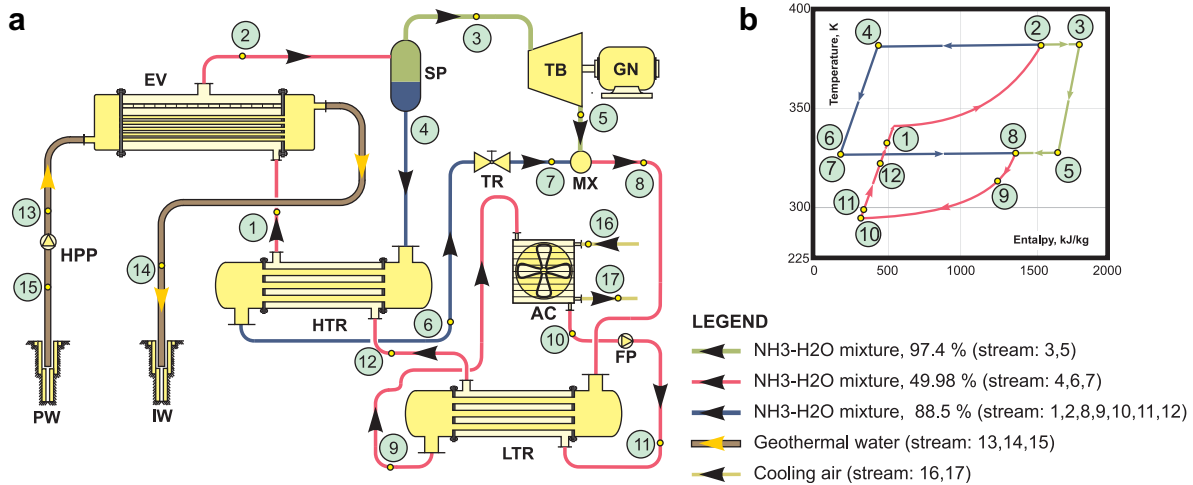 a
2
3
SP
TB
GN
EV
4
5
TR
7
MX
8
13
1
HPP
14
15
16
17
AC
HTR
6
10
FP
12
PW
IW
9
LTR
11
b
400
350
300
225
0
500
1000
1500
2000
Temperature, K
Entalpy, kJ/kg
4
2
3
6
7
1
12
8
5
9
11
10
LEGEND
NH3-H2O mixture, 97.4 % (stream: 3,5)
NH3-H2O mixture, 49.98 % (stream: 4,6,7)
NH3-H2O mixture, 88.5 % (stream: 1,2,8,9,10,11,12)
Geothermal water (stream: 13,14,15)
Cooling air (stream: 16,17)